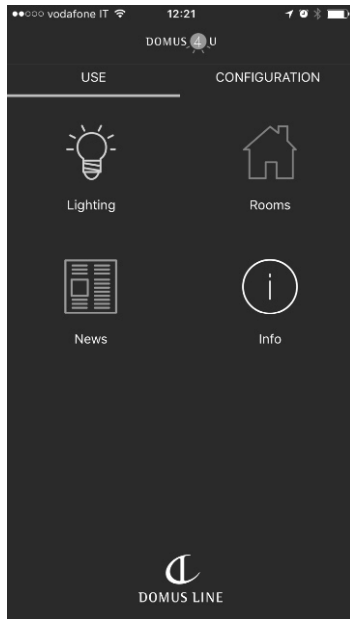 vodafone IT 12:21
DOMUS 4 U
USE CONFIGURATION
Lighting Rooms
News Info
DOMUS LINE